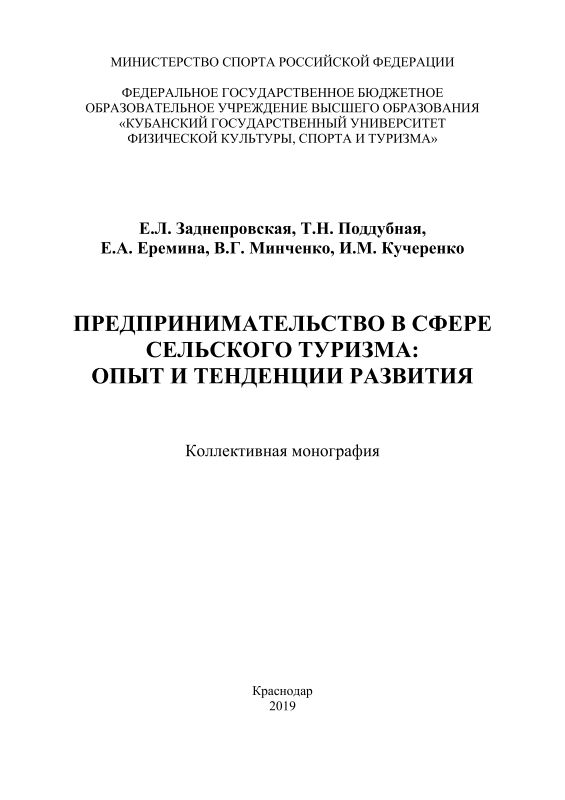 МИНИСТЕРСТВО СПОРТА РОССИЙСКОЙ ФЕДЕРАЦИИ
ФЕДЕРАЛЬНОЕ ГОСУДАРСТВЕННОЕ БЮДЖЕТНОЕ
ОБРАЗОВАТЕЛЬНОЕ УЧРЕЖДЕНИЕ ВЫСШЕГО ОБРАЗОВАНИЯ
«КУБАНСКИЙ ГОСУДАРСТВЕННЫЙ УНИВЕРСИТЕТ
ФИЗИЧЕСКОЙ КУЛЬТУРЫ, СПОРТА И ТУРИЗМА»
Е.Л. Заднепровская, Т.Н. Поддубная,
Е.А. Еремина, В.Г. Минченко, И.М. Кучеренко
ПРЕДПРИНИМАТЕЛЬСТВО В СФЕРЕ
СЕЛЬСКОГО ТУРИЗМА:
ОПЫТ И ТЕНДЕНЦИИ РАЗВИТИЯ
Коллективная монография
Краснодар
2019